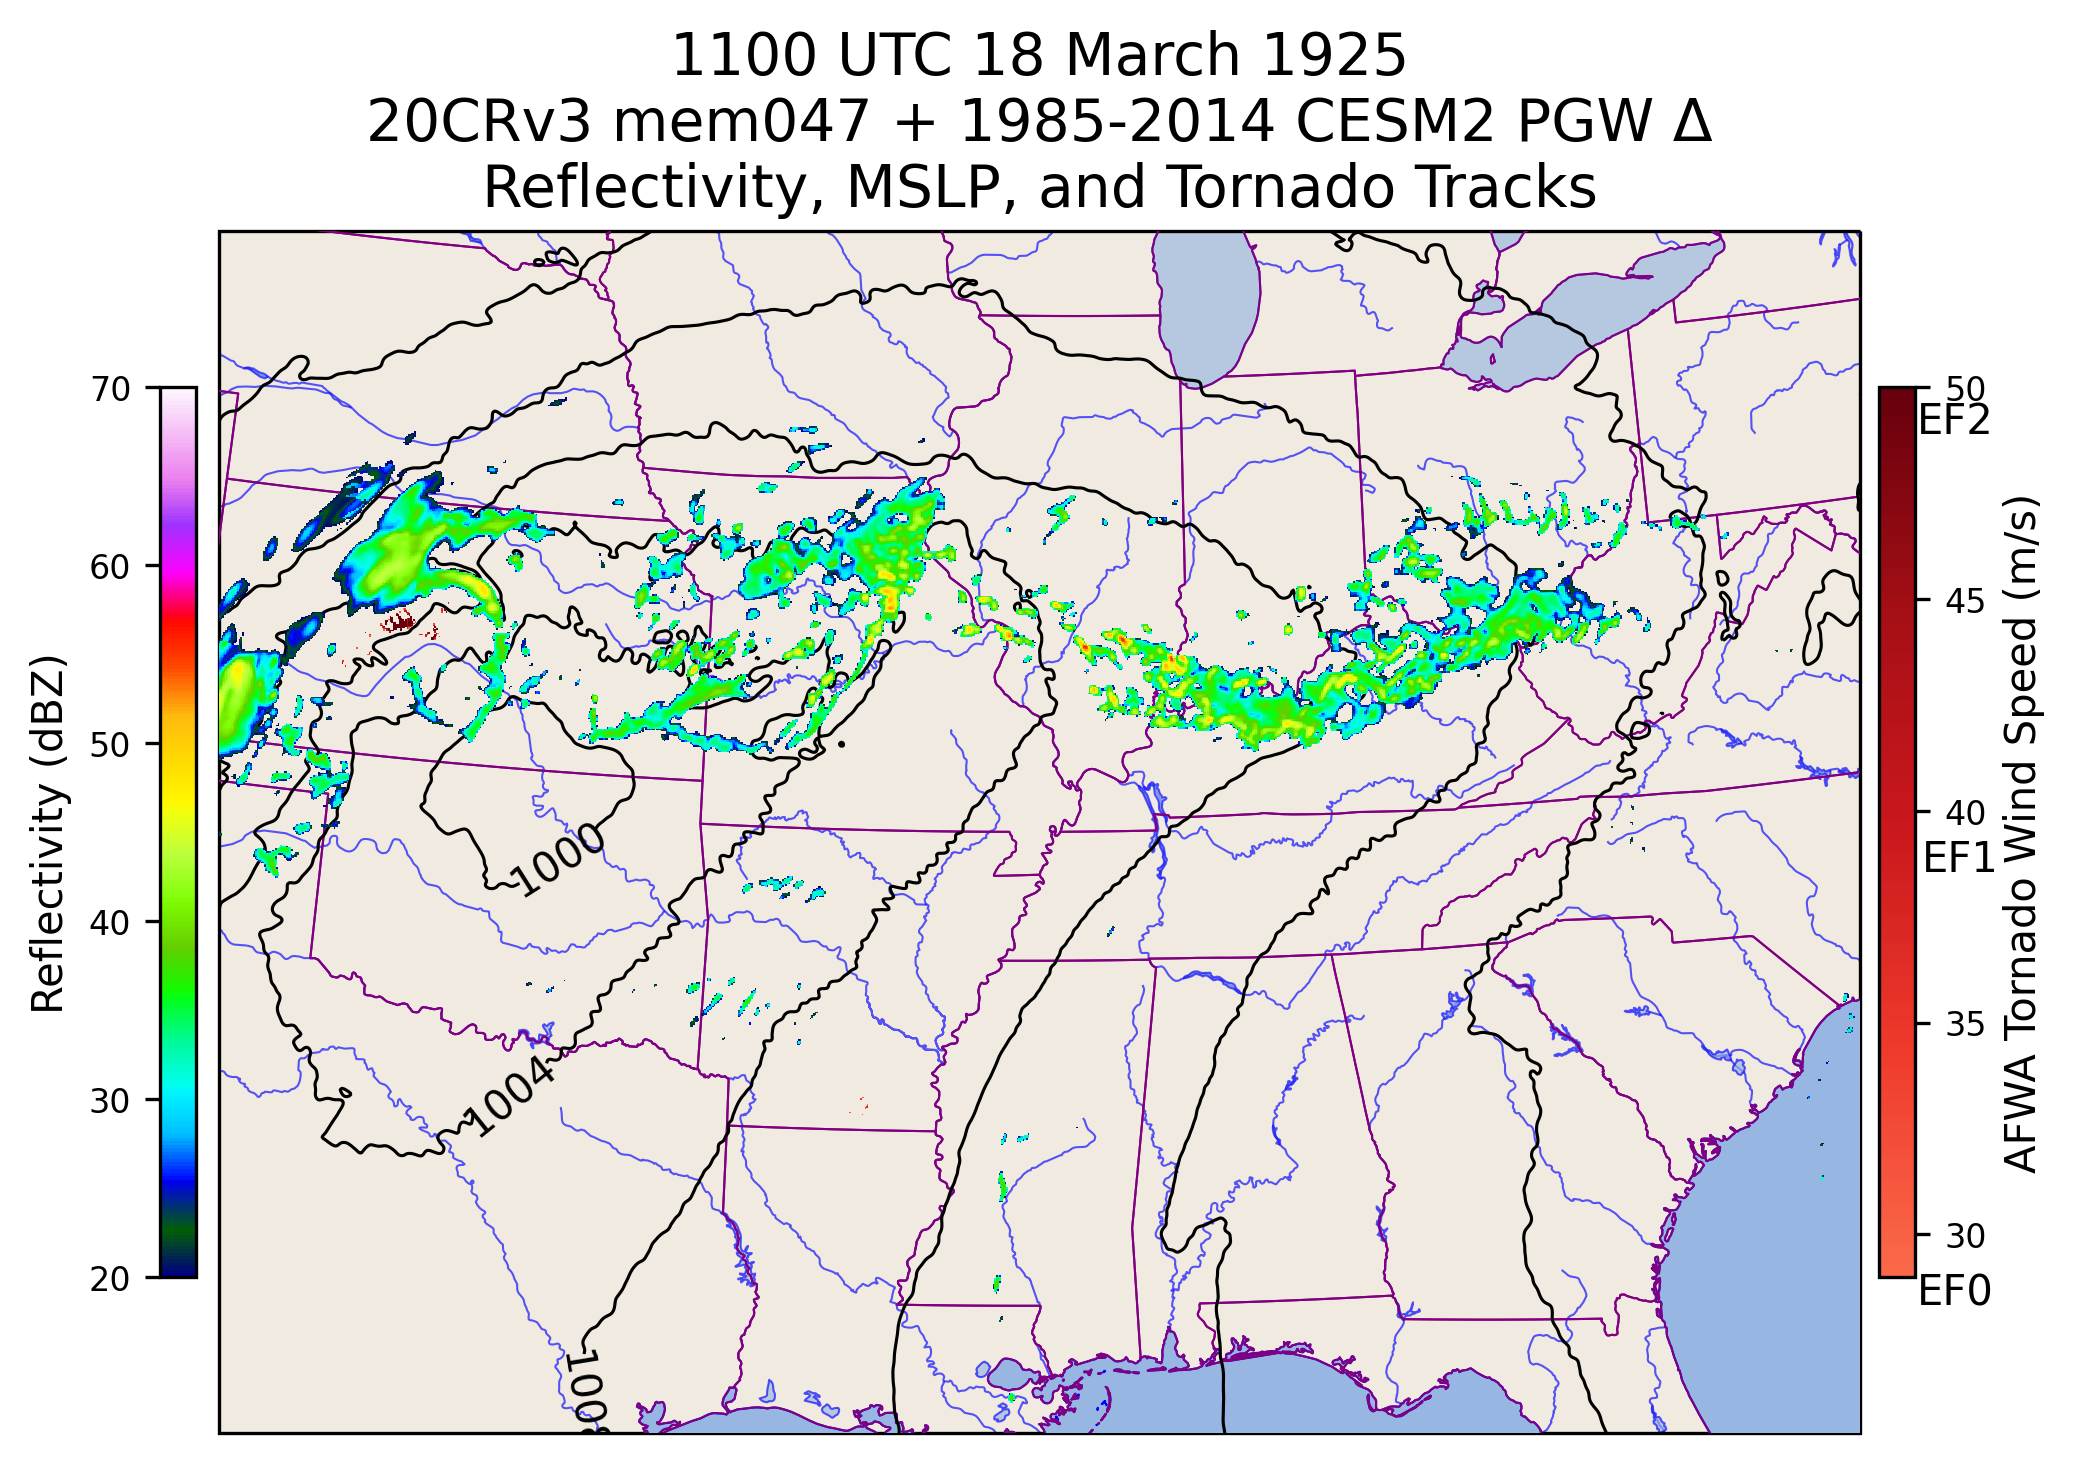 1100 UTC 18 March 1925
20CRv3 mem047 + 1985-2014 CESM2 PGW Δ
Reflectivity, MSLP, and Tornado Tracks
70
60
50
40
30
20
Reflectivity (dBZ)
1000
1004
1008
50
EF2
45
40
EF1
35
30
EF0
AFWA Tornado Wind Speed (m/s)